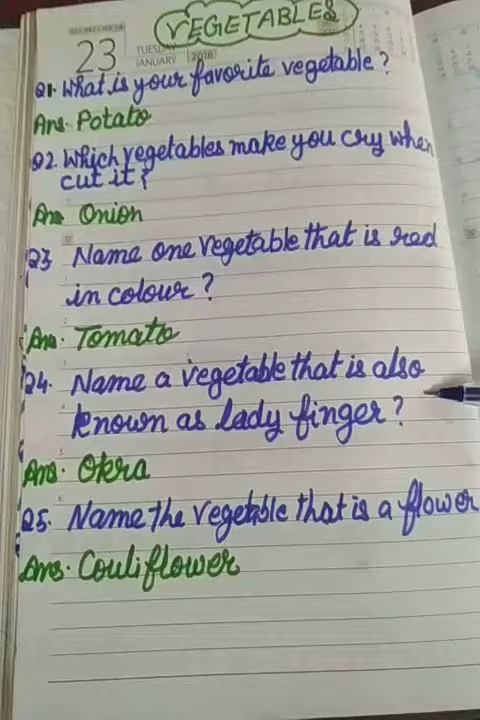 VEGETABLES
23
TUESDAY
JANUARY 2018
Q1. What is your favorite vegetable?
Ans. Potato
Q2. Which vegetables make you cry when
cut it?
Ans Onion
Q3 Name one vegetable that is red
in colour?
Ans. Tomato
Q4. Name a vegetable that is also
known as lady finger?
Ans. Okra
Q5. Name the vegetable that is a flower
Ans. Couliflower